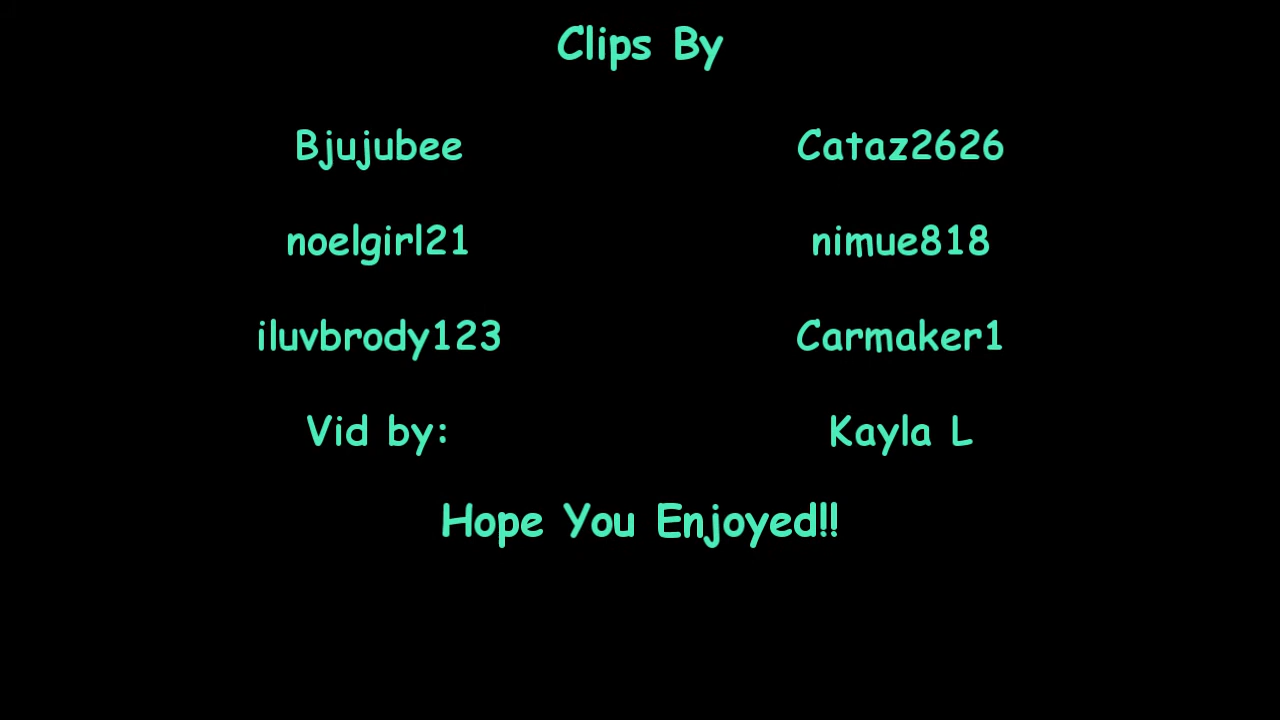 Clips By
Bjujubee Cataz2626
noelgirl21 nimue818
iluvbrody123 Carmaker1
Vid by: Kayla L
Hope You Enjoyed!!